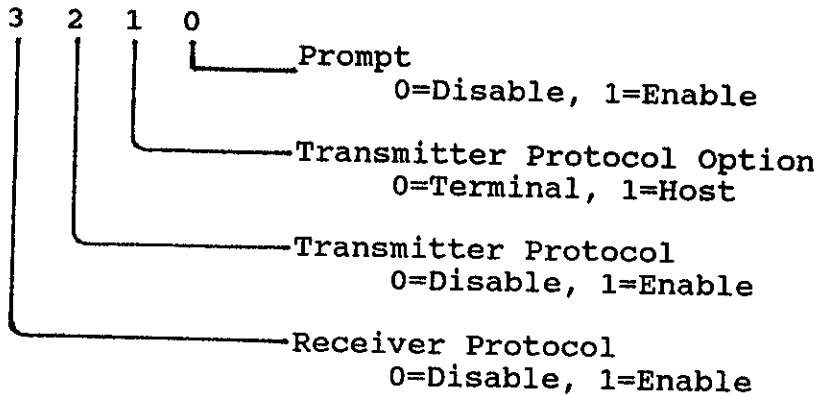 3 2 1 0
Prompt
0=Disable, 1=Enable
Transmitter Protocol Option
0=Terminal, 1=Host
Transmitter Protocol
0=Disable, 1=Enable
Receiver Protocol
0=Disable, 1=Enable